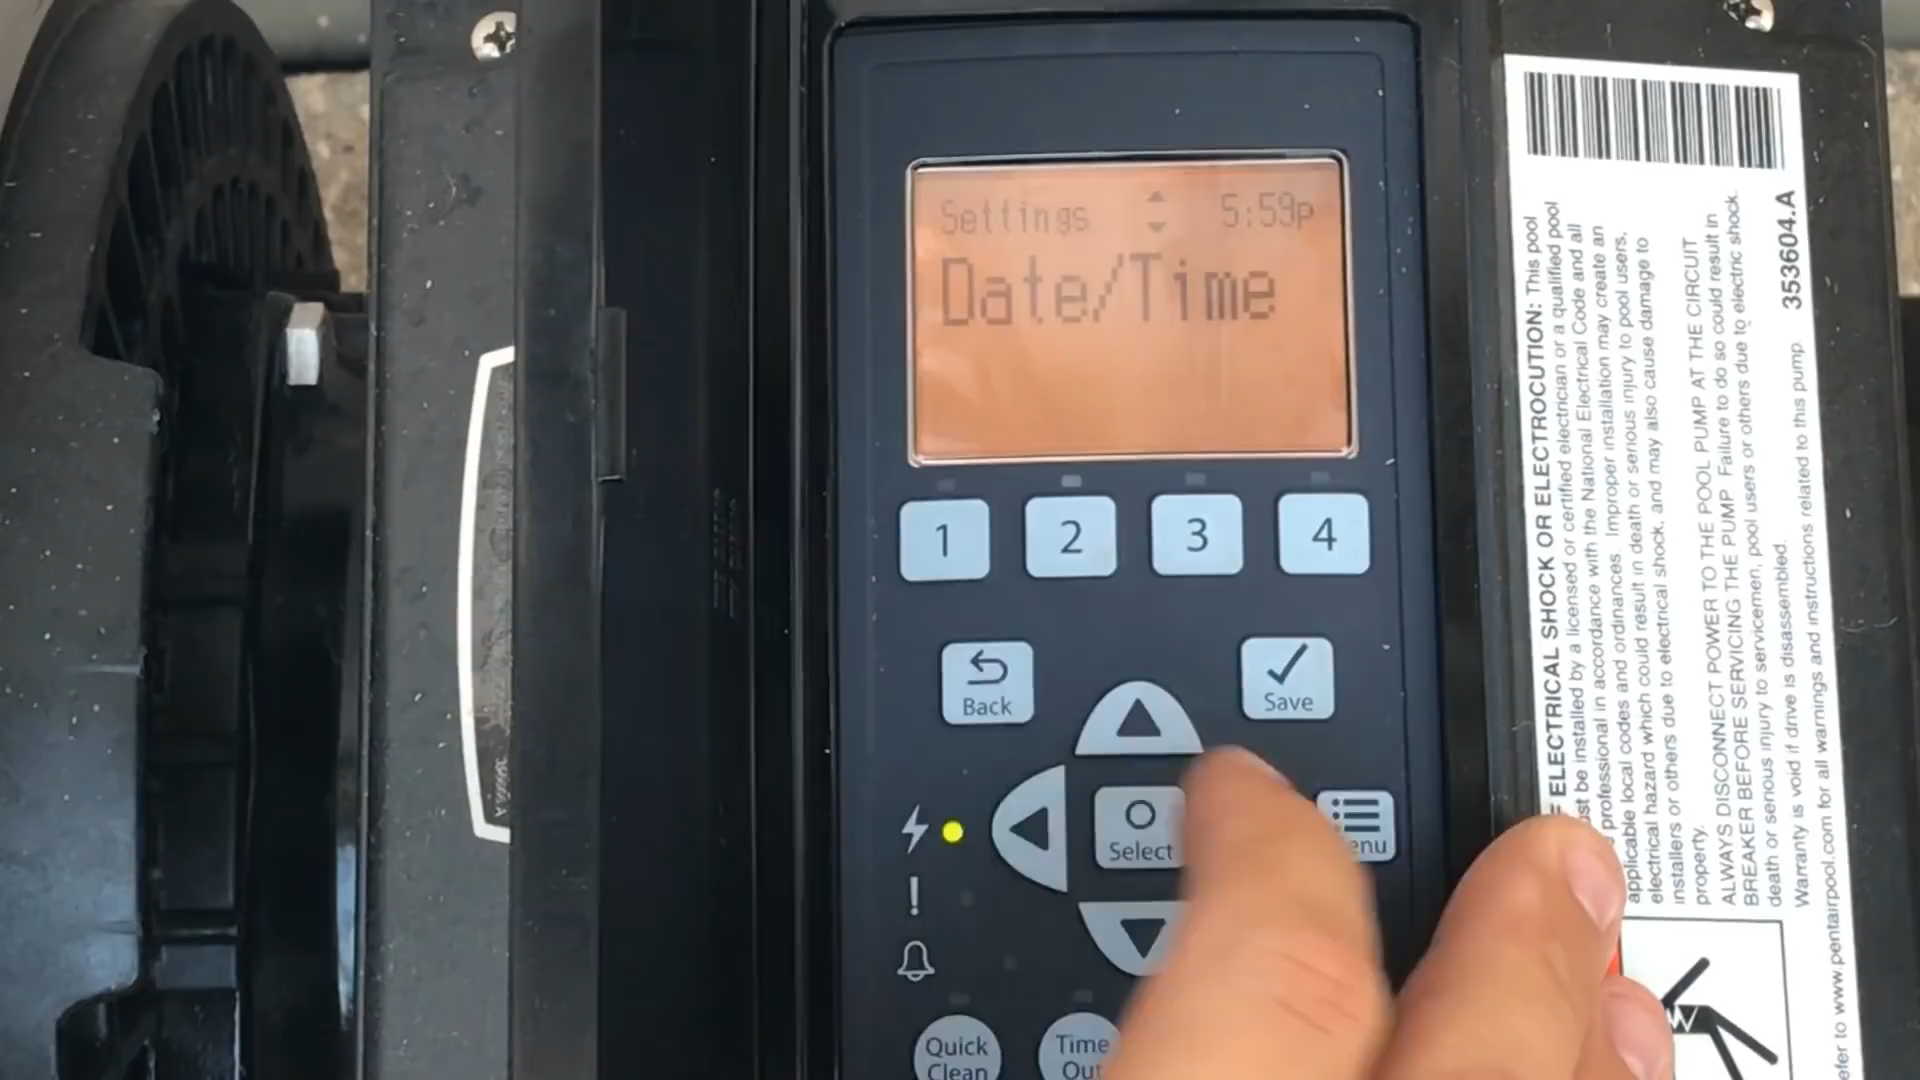 Settings 5:59p
Date/Time
1 2 3 4
Back
Save
Select
enu
Quick
Clean
Time
Out
ELECTRICAL SHOCK OR ELECTROCUTION: This pool
must be installed by a licensed or certified electrician or a qualified pool
professional in accordance with the National Electrical Code and all
applicable local codes and ordinances. Improper installation may create an
electrical hazard which could result in death or serious injury to pool users,
installers or others due to electrical shock, and may also cause damage to
property.
ALWAYS DISCONNECT POWER TO THE POOL PUMP AT THE CIRCUIT
BREAKER BEFORE SERVICING THE PUMP. Failure to do so could result in
death or serious injury to servicemen, pool users or others due to electric shock.
Warranty is void if drive is disassembled.
efer to www.pentairpool.com for all warnings and instructions related to this pump.
353604.A